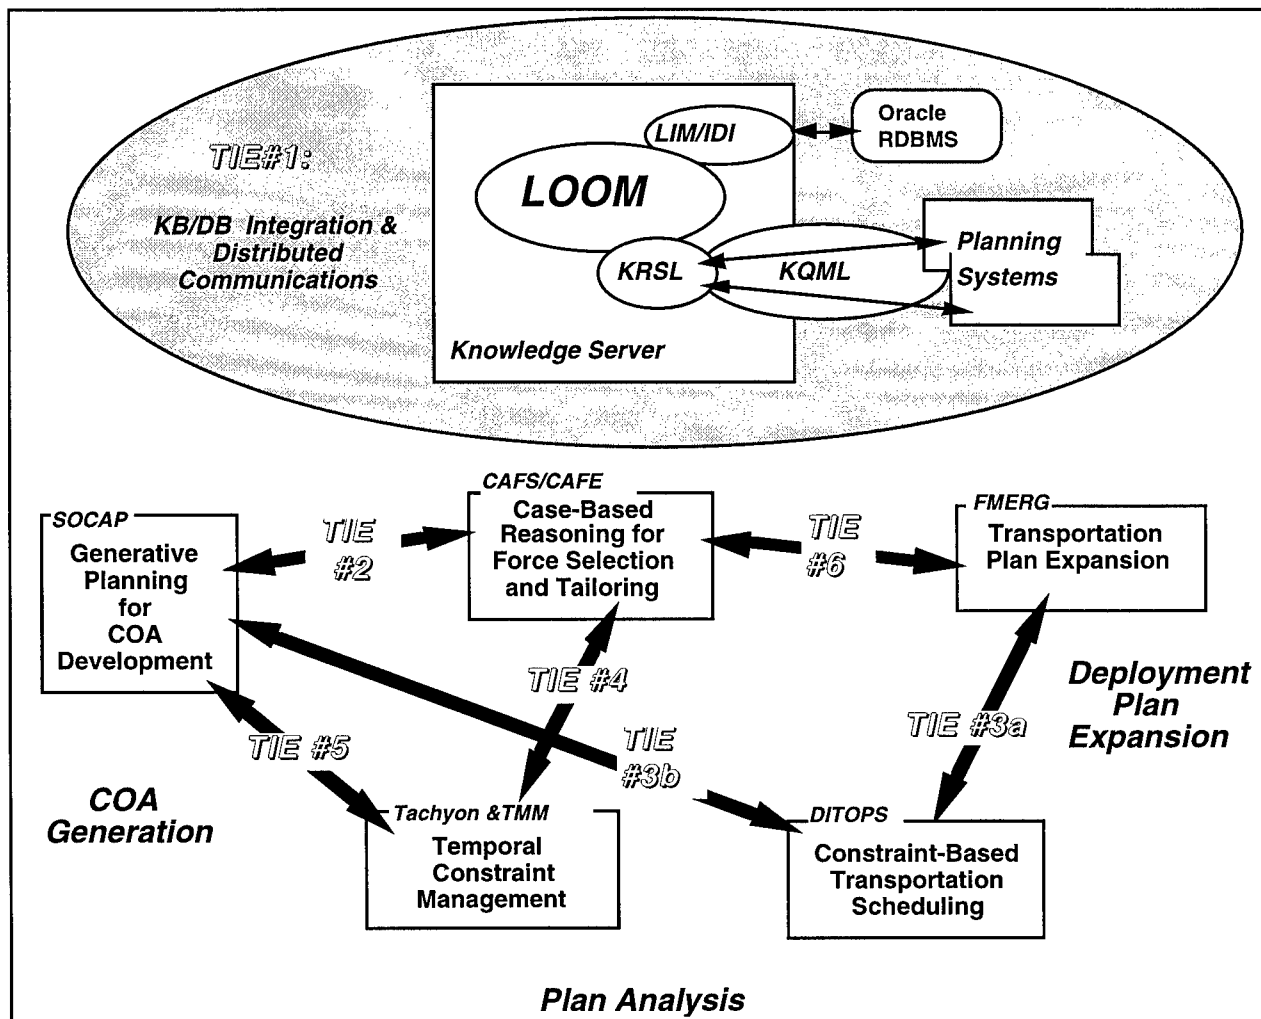 TIE#1:
KB/DB Integration &
Distributed
Communications
LIM/IDI
Oracle
RDBMS
LOOM
KRSL
KQML
Planning
Systems
Knowledge Server
SOCAP
Generative
Planning
for
COA
Development
TIE
#2
CAFS/CAFE
Case-Based
Reasoning for
Force Selection
and Tailoring
TIE
#6
FMERG
Transportation
Plan Expansion
TIE #4
TIE #5
TIE
#3b
TIE #3a
Deployment
Plan
Expansion
COA
Generation
Tachyon &TMM
Temporal
Constraint
Management
DITOPS
Constraint-Based
Transportation
Scheduling
Plan Analysis